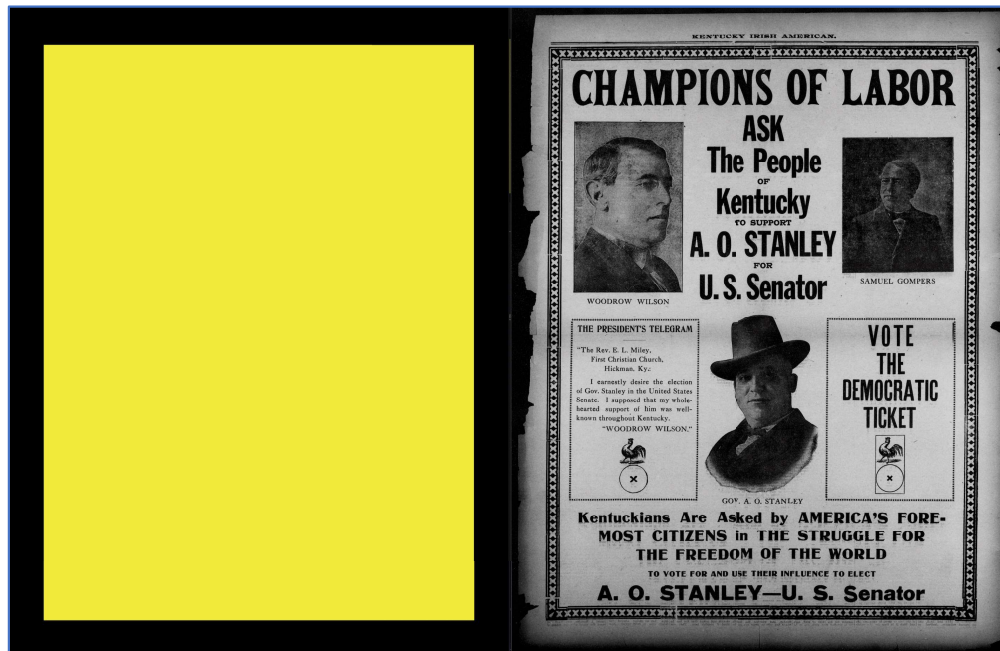 KENTUCKY IRISH AMERICAN.
CHAMPIONS OF LABOR
ASK
The People
OF
Kentucky
TO SUPPORT
A. O. STANLEY
FOR
U. S. Senator
WOODROW WILSON
SAMUEL GOMPERS
THE PRESIDENT'S TELEGRAM
"The Rev. E. L. Miley,
First Christian Church,
Hickman, Ky.:
I earnestly desire the election
of Gov. Stanley in the United States
Senate. I supposed that my whole-
hearted support of him was well-
known throughout Kentucky.
"WOODROW WILSON."
X
GOV. A. O. STANLEY
VOTE
THE
DEMOCRATIC
TICKET
X
Kentuckians Are Asked by AMERICA'S FORE-
MOST CITIZENS in THE STRUGGLE FOR
THE FREEDOM OF THE WORLD
TO VOTE FOR AND USE THEIR INFLUENCE TO ELECT
A. O. STANLEY—U. S. Senator